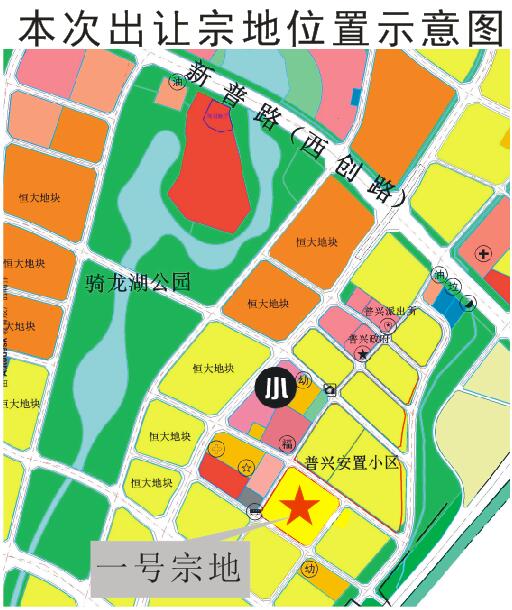 本次出让宗地位置示意图
新普路(西创路)
油
恒大地块
恒大地块
恒大地块
骑龙湖公园
恒大地块
油
垃
普兴派出所
大地块
普兴政府
恒大地块
小
幼
恒大地块
恒大地块
福
普兴安置小区
恒大地块
一号宗地
幼